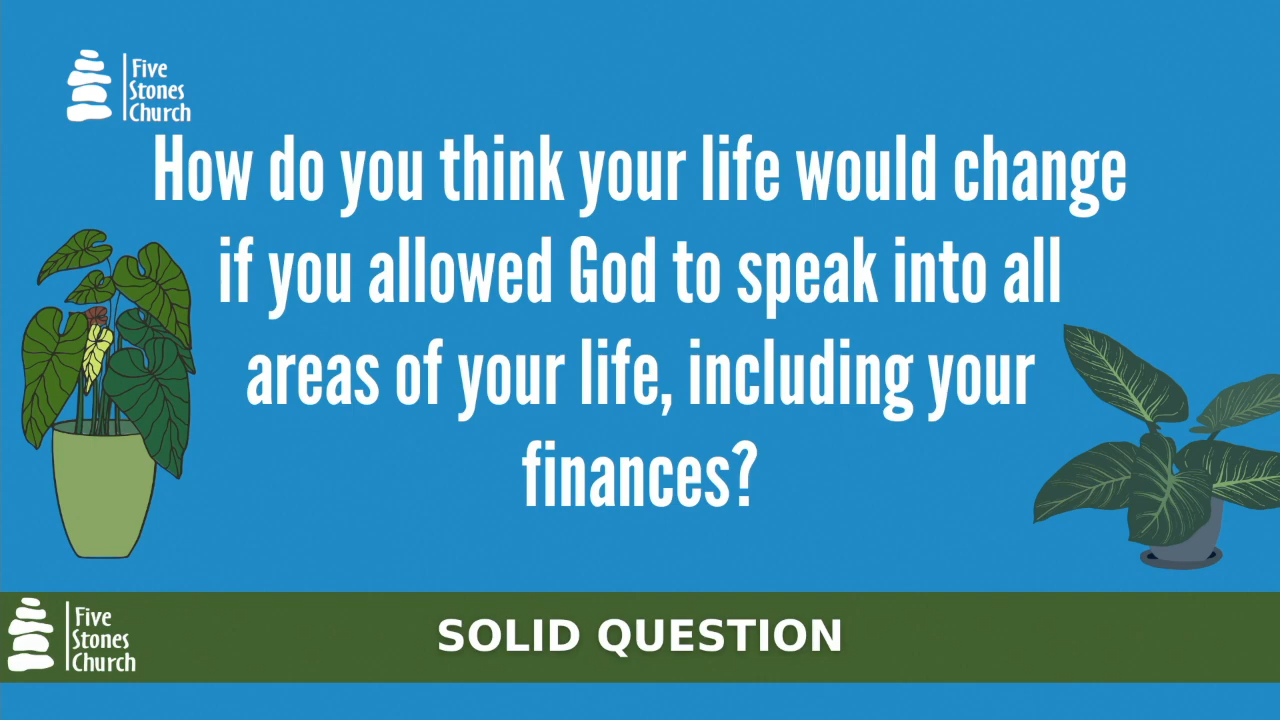 Five
Stones
Church
How do you think your life would change
if you allowed God to speak into all
areas of your life, including your
finances?
Five
Stones
Church
SOLID QUESTION